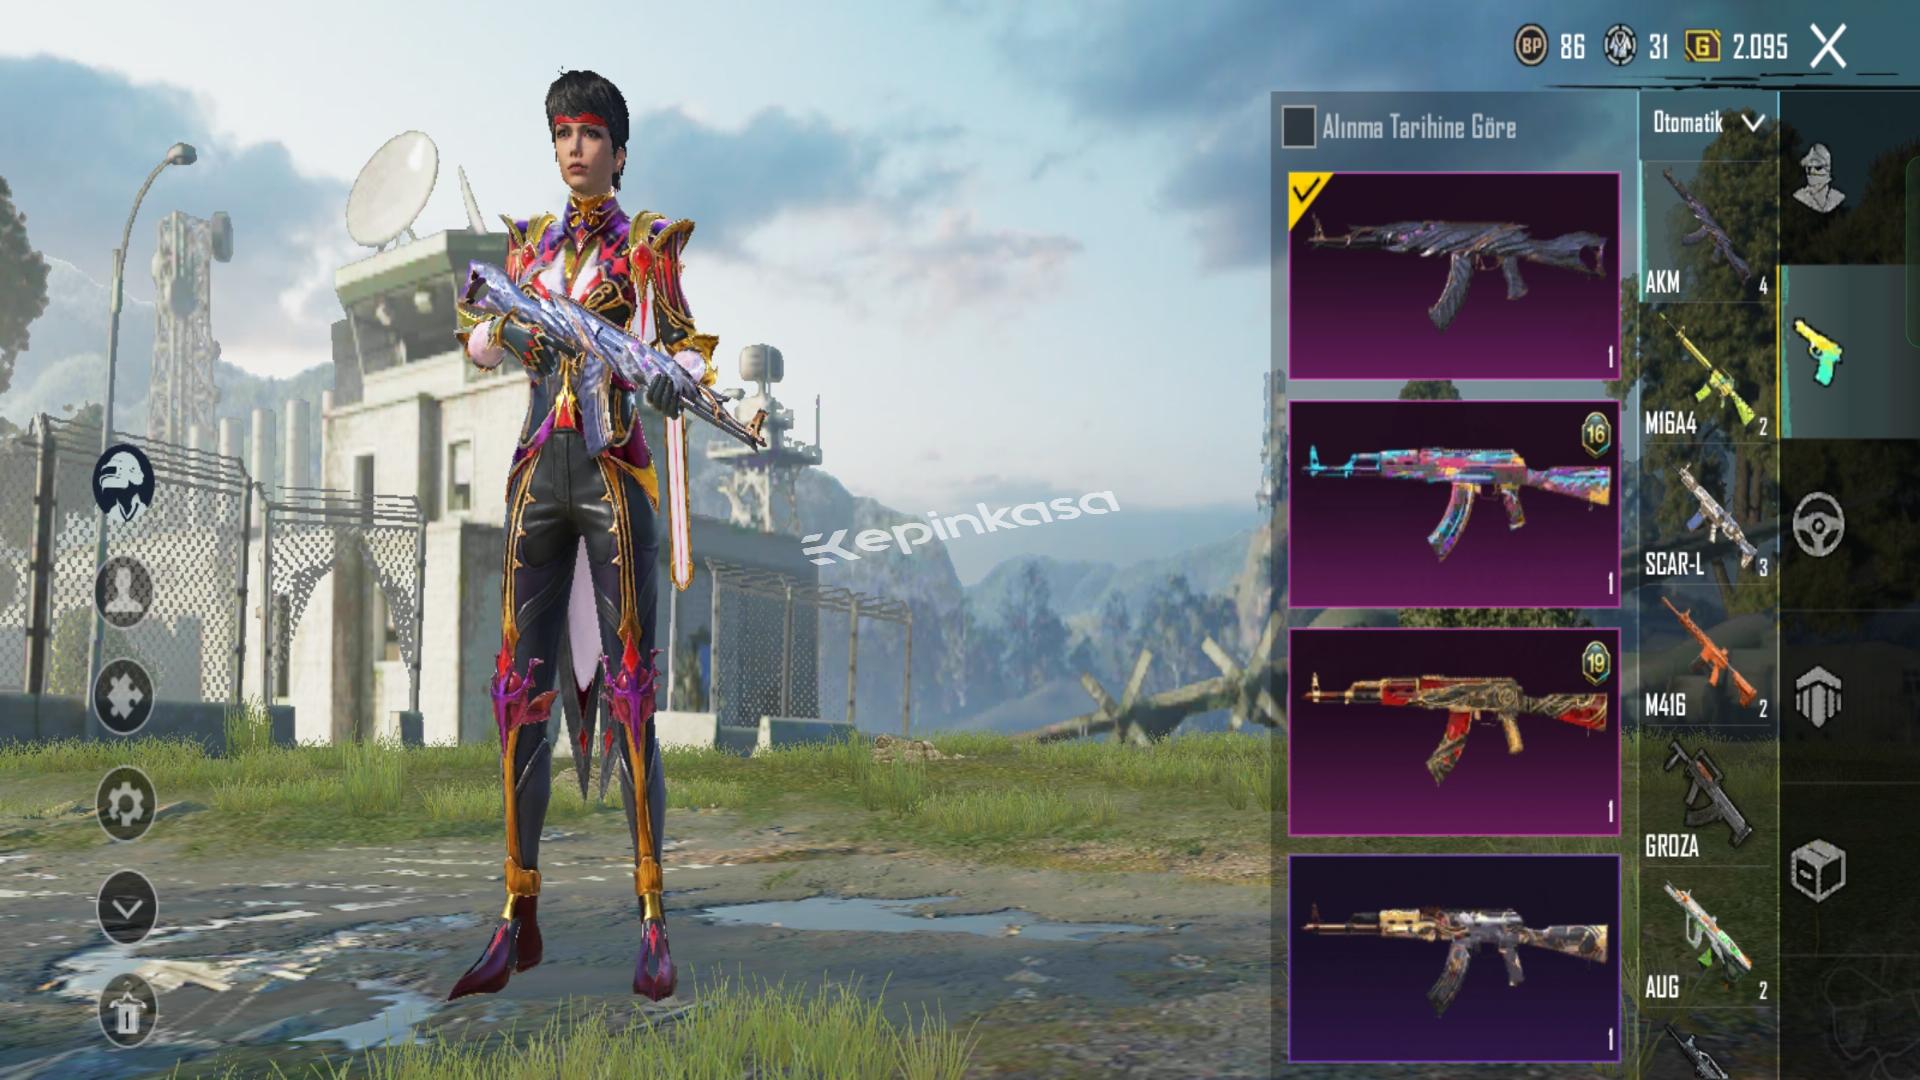 BP 86 31 G 2.095
Alınma Tarihine Göre
Otomatik
1
AKM 4
16
1
M16A4 2
SCAR-L 3
19
1
M416 2
GROZA
1
AUG 2
epinkasa
1